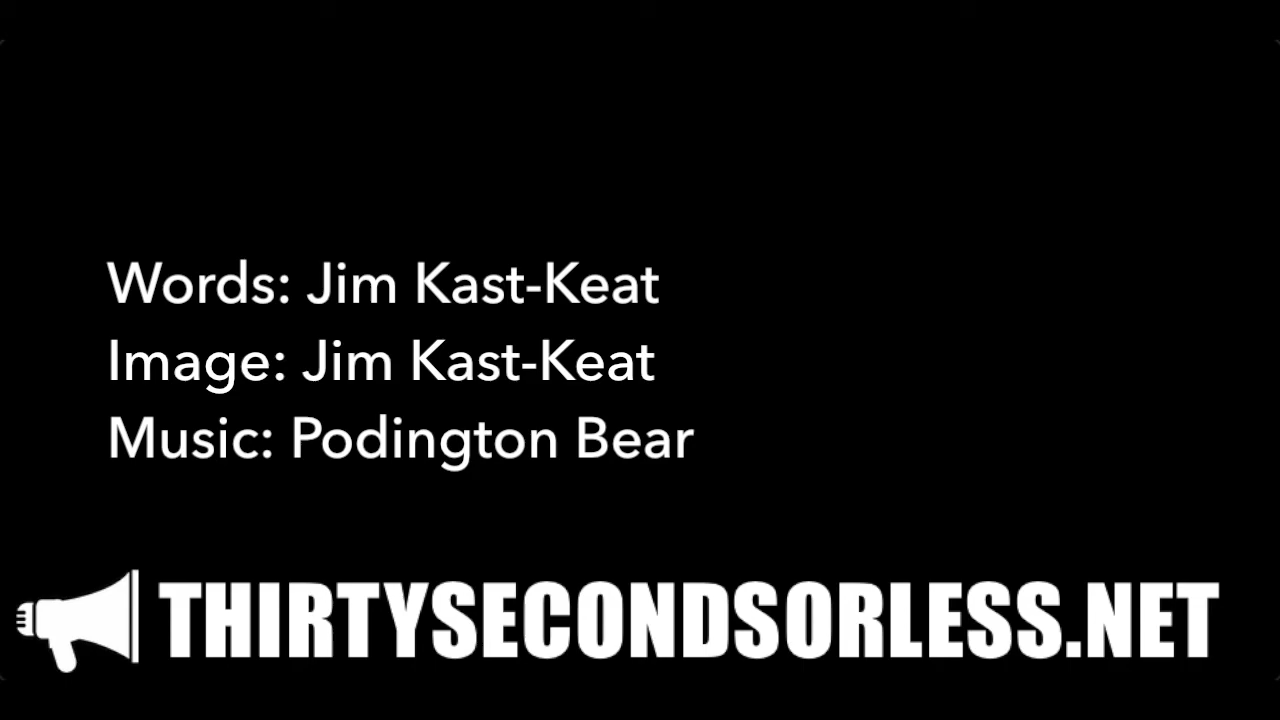 Words: Jim Kast-Keat
Image: Jim Kast-Keat
Music: Podington Bear
THIRTYSECONDSORLESS.NET